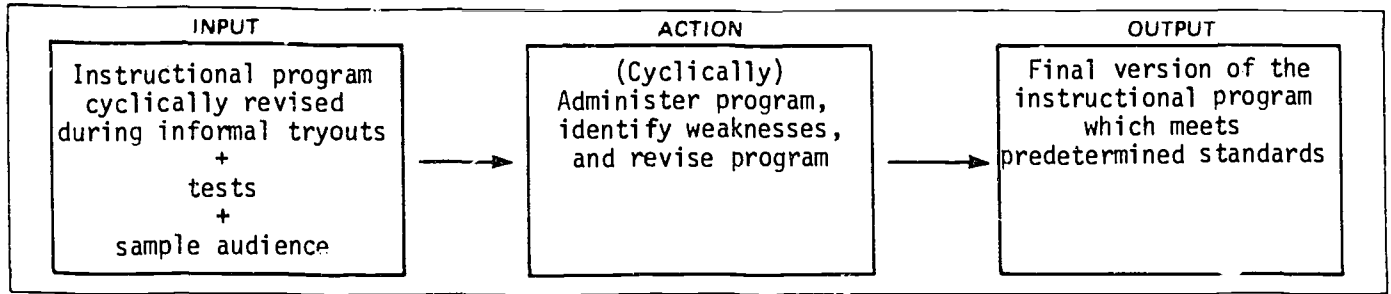 INPUT
Instructional program
cyclically revised
during informal tryouts
+
tests
+
sample audience
ACTION
(Cyclically)
Administer program,
identify weaknesses,
and revise program
OUTPUT
Final version of the
instructional program
which meets
predetermined standards